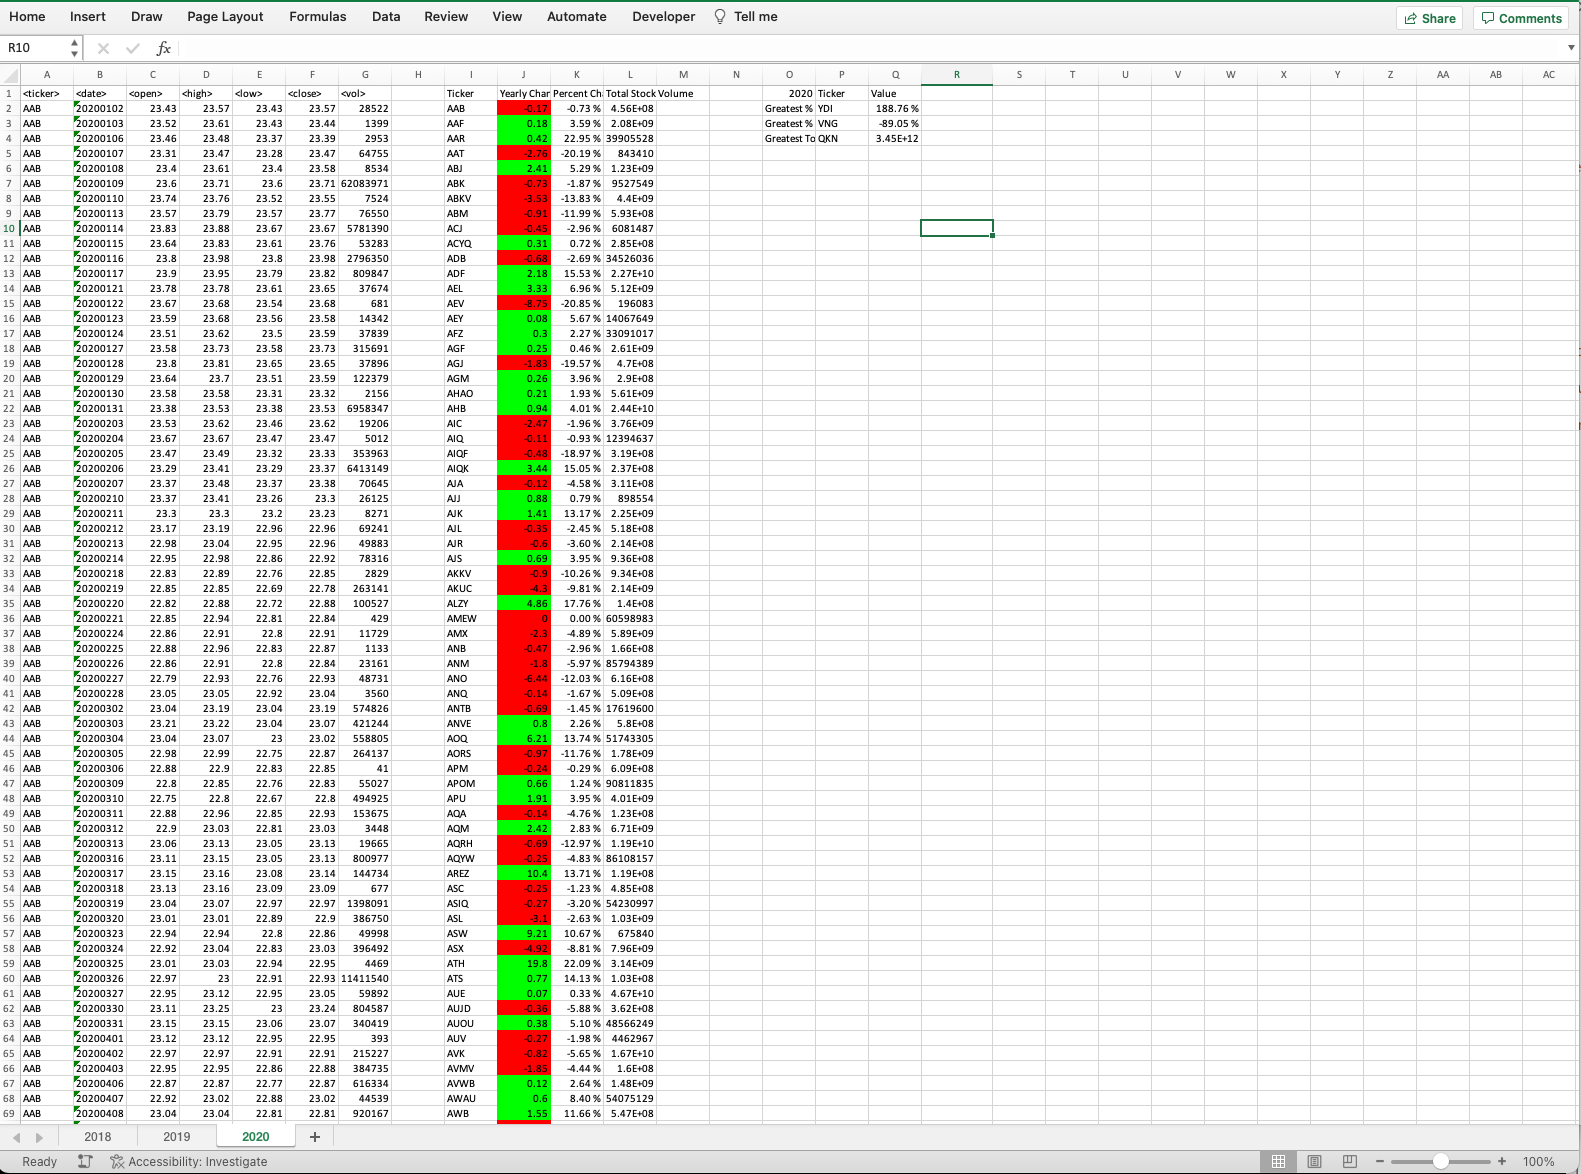 Home Insert Draw Page Layout Formulas Data Review View Automate Developer Tell me Share Comments
R10 fx
A B C D E F G H I J K L M N O P Q R S T U V W X Y Z AA AB AC
1 <ticker> <date> <open> <high> <low> <close> <vol> Ticker Yearly Char Percent Ch Total Stock Volume 2020 Ticker Value
2 AAB 20200102 23.43 23.57 23.43 23.57 28522 AAB -0.17 -0.73 % 4.56E+08 Greatest % YDI 188.76 %
3 AAB 20200103 23.52 23.61 23.43 23.44 1399 AAF 0.18 3.59 % 2.08E+09 Greatest % VNG -89.05 %
4 AAB 20200106 23.46 23.48 23.37 23.39 2953 AAR 0.42 22.95 % 39905528 Greatest To QKN 3.45E+12
5 AAB 20200107 23.31 23.47 23.28 23.47 64755 AAT -2.76 -20.19 % 843410
6 AAB 20200108 23.4 23.61 23.4 23.58 8534 ABJ 2.41 5.29 % 1.23E+09
7 AAB 20200109 23.6 23.71 23.6 23.71 62083971 ABK -0.73 -1.87 % 9527549
8 AAB 20200110 23.74 23.76 23.52 23.55 7524 ABKV -3.53 -13.83 % 4.4E+09
9 AAB 20200113 23.57 23.79 23.57 23.77 76550 ABM -0.91 -11.99 % 5.93E+08
10 AAB 20200114 23.83 23.88 23.67 23.67 5781390 ACJ -0.45 -2.96 % 6081487
11 AAB 20200115 23.64 23.83 23.61 23.76 53283 ACYQ 0.31 0.72 % 2.85E+08
12 AAB 20200116 23.8 23.98 23.8 23.98 2796350 ADB -0.68 -2.69 % 34526036
13 AAB 20200117 23.9 23.95 23.79 23.82 809847 ADF 2.18 15.53 % 2.27E+10
14 AAB 20200121 23.78 23.78 23.61 23.65 37674 AEL 3.33 6.96 % 5.12E+09
15 AAB 20200122 23.67 23.68 23.54 23.68 681 AEV -8.75 -20.85 % 196083
16 AAB 20200123 23.59 23.68 23.56 23.58 14342 AEY 0.08 5.67 % 14067649
17 AAB 20200124 23.51 23.62 23.5 23.59 37839 AFZ 0.3 2.27 % 33091017
18 AAB 20200127 23.58 23.73 23.58 23.73 315691 AGF 0.25 0.46 % 2.61E+09
19 AAB 20200128 23.8 23.81 23.65 23.65 37896 AGJ -1.83 -19.57 % 4.7E+08
20 AAB 20200129 23.64 23.7 23.51 23.59 122379 AGM 0.26 3.96 % 2.9E+08
21 AAB 20200130 23.58 23.58 23.31 23.32 2156 AHAO 0.21 1.93 % 5.61E+09
22 AAB 20200131 23.38 23.53 23.38 23.53 6958347 AHB 0.94 4.01 % 2.44E+10
23 AAB 20200203 23.53 23.62 23.46 23.62 19206 AIC -2.47 -1.96 % 3.76E+09
24 AAB 20200204 23.67 23.67 23.47 23.47 5012 AIQ -0.11 -0.93 % 12394637
25 AAB 20200205 23.47 23.49 23.32 23.33 353963 AIQF -0.48 -18.97 % 3.19E+08
26 AAB 20200206 23.29 23.41 23.29 23.37 6413149 AIQK 3.44 15.05 % 2.37E+08
27 AAB 20200207 23.37 23.48 23.37 23.38 70645 AJA -0.12 -4.58 % 3.11E+08
28 AAB 20200210 23.37 23.41 23.26 23.3 26125 AJJ 0.88 0.79 % 898554
29 AAB 20200211 23.3 23.3 23.2 23.23 8271 AJK 1.41 13.17 % 2.25E+09
30 AAB 20200212 23.17 23.19 22.96 22.96 69241 AJL -0.35 -2.45 % 5.18E+08
31 AAB 20200213 22.98 23.04 22.95 22.96 49883 AJR -0.6 -3.60 % 2.14E+08
32 AAB 20200214 22.95 22.98 22.86 22.92 78316 AJS 0.69 3.95 % 9.36E+08
33 AAB 20200218 22.83 22.89 22.76 22.85 2829 AKKV -0.9 -10.26 % 9.34E+08
34 AAB 20200219 22.85 22.85 22.69 22.78 263141 AKUC -4.3 -9.81 % 2.14E+09
35 AAB 20200220 22.82 22.88 22.72 22.88 100527 ALZY 4.86 17.76 % 1.4E+08
36 AAB 20200221 22.85 22.94 22.81 22.84 429 AMEW 0 0.00 % 60598983
37 AAB 20200224 22.86 22.91 22.8 22.91 11729 AMX -2.3 -4.89 % 5.89E+09
38 AAB 20200225 22.88 22.96 22.83 22.87 1133 ANB -0.47 -2.96 % 1.66E+08
39 AAB 20200226 22.86 22.91 22.8 22.84 23161 ANM -1.8 -5.97 % 85794389
40 AAB 20200227 22.79 22.93 22.76 22.93 48731 ANO -6.44 -12.03 % 6.16E+08
41 AAB 20200228 23.05 23.05 22.92 23.04 3560 ANQ -0.14 -1.67 % 5.09E+08
42 AAB 20200302 23.04 23.19 23.04 23.19 574826 ANTB -0.69 -1.45 % 17619600
43 AAB 20200303 23.21 23.22 23.04 23.07 421244 ANVE 0.8 2.26 % 5.8E+08
44 AAB 20200304 23.04 23.07 23 23.02 558805 AOQ 6.21 13.74 % 51743305
45 AAB 20200305 22.98 22.99 22.75 22.87 264137 AORS -0.97 -11.76 % 1.78E+09
46 AAB 20200306 22.88 22.9 22.83 22.85 41 APM -0.24 -0.29 % 6.09E+08
47 AAB 20200309 22.8 22.85 22.76 22.83 55027 APOM 0.66 1.24 % 90811835
48 AAB 20200310 22.75 22.8 22.67 22.8 494925 APU 1.91 3.95 % 4.01E+09
49 AAB 20200311 22.88 22.96 22.85 22.93 153675 AQA -0.14 -4.76 % 1.23E+08
50 AAB 20200312 22.9 23.03 22.81 23.03 3448 AQM 2.42 2.83 % 6.71E+09
51 AAB 20200313 23.06 23.13 23.05 23.13 19665 AQRH -0.69 -12.97 % 1.19E+10
52 AAB 20200316 23.11 23.15 23.05 23.13 800977 AQYW -0.25 -4.83 % 86108157
53 AAB 20200317 23.15 23.16 23.08 23.14 144734 AREZ 10.4 13.71 % 1.19E+08
54 AAB 20200318 23.13 23.16 23.09 23.09 677 ASC -0.25 -1.23 % 4.85E+08
55 AAB 20200319 23.04 23.07 22.97 22.97 1398091 ASIQ -0.27 -3.20 % 54230997
56 AAB 20200320 23.01 23.01 22.89 22.9 386750 ASL -3.1 -2.63 % 1.03E+09
57 AAB 20200323 22.94 22.94 22.8 22.86 49998 ASW 9.21 10.67 % 675840
58 AAB 20200324 22.92 23.04 22.83 23.03 396492 ASX -4.92 -8.81 % 7.96E+09
59 AAB 20200325 23.01 23.03 22.94 22.95 4469 ATH 19.8 22.09 % 3.14E+09
60 AAB 20200326 22.97 23 22.91 22.93 11411540 ATS 0.77 14.13 % 1.03E+08
61 AAB 20200327 22.95 23.12 22.95 23.05 59892 AUE 0.07 0.33 % 4.67E+10
62 AAB 20200330 23.11 23.25 23 23.24 804587 AUJD -0.36 -5.88 % 3.62E+08
63 AAB 20200331 23.15 23.15 23.06 23.07 340419 AUOU 0.38 5.10 % 48566249
64 AAB 20200401 23.12 23.12 22.95 22.95 393 AUV -0.27 -1.98 % 4462967
65 AAB 20200402 22.97 22.97 22.91 22.91 215227 AVK -0.82 -5.65 % 1.67E+10
66 AAB 20200403 22.95 22.95 22.86 22.88 384735 AVMV -1.85 -4.44 % 1.6E+08
67 AAB 20200406 22.87 22.87 22.77 22.87 616334 AVWB 0.12 2.64 % 1.48E+09
68 AAB 20200407 22.92 23.02 22.88 23.02 44539 AWAU 0.6 8.40 % 54075129
69 AAB 20200408 23.04 23.04 22.81 22.81 920167 AWB 1.55 11.66 % 5.47E+08
2018 2019 2020 +
Ready Accessibility: Investigate 100%